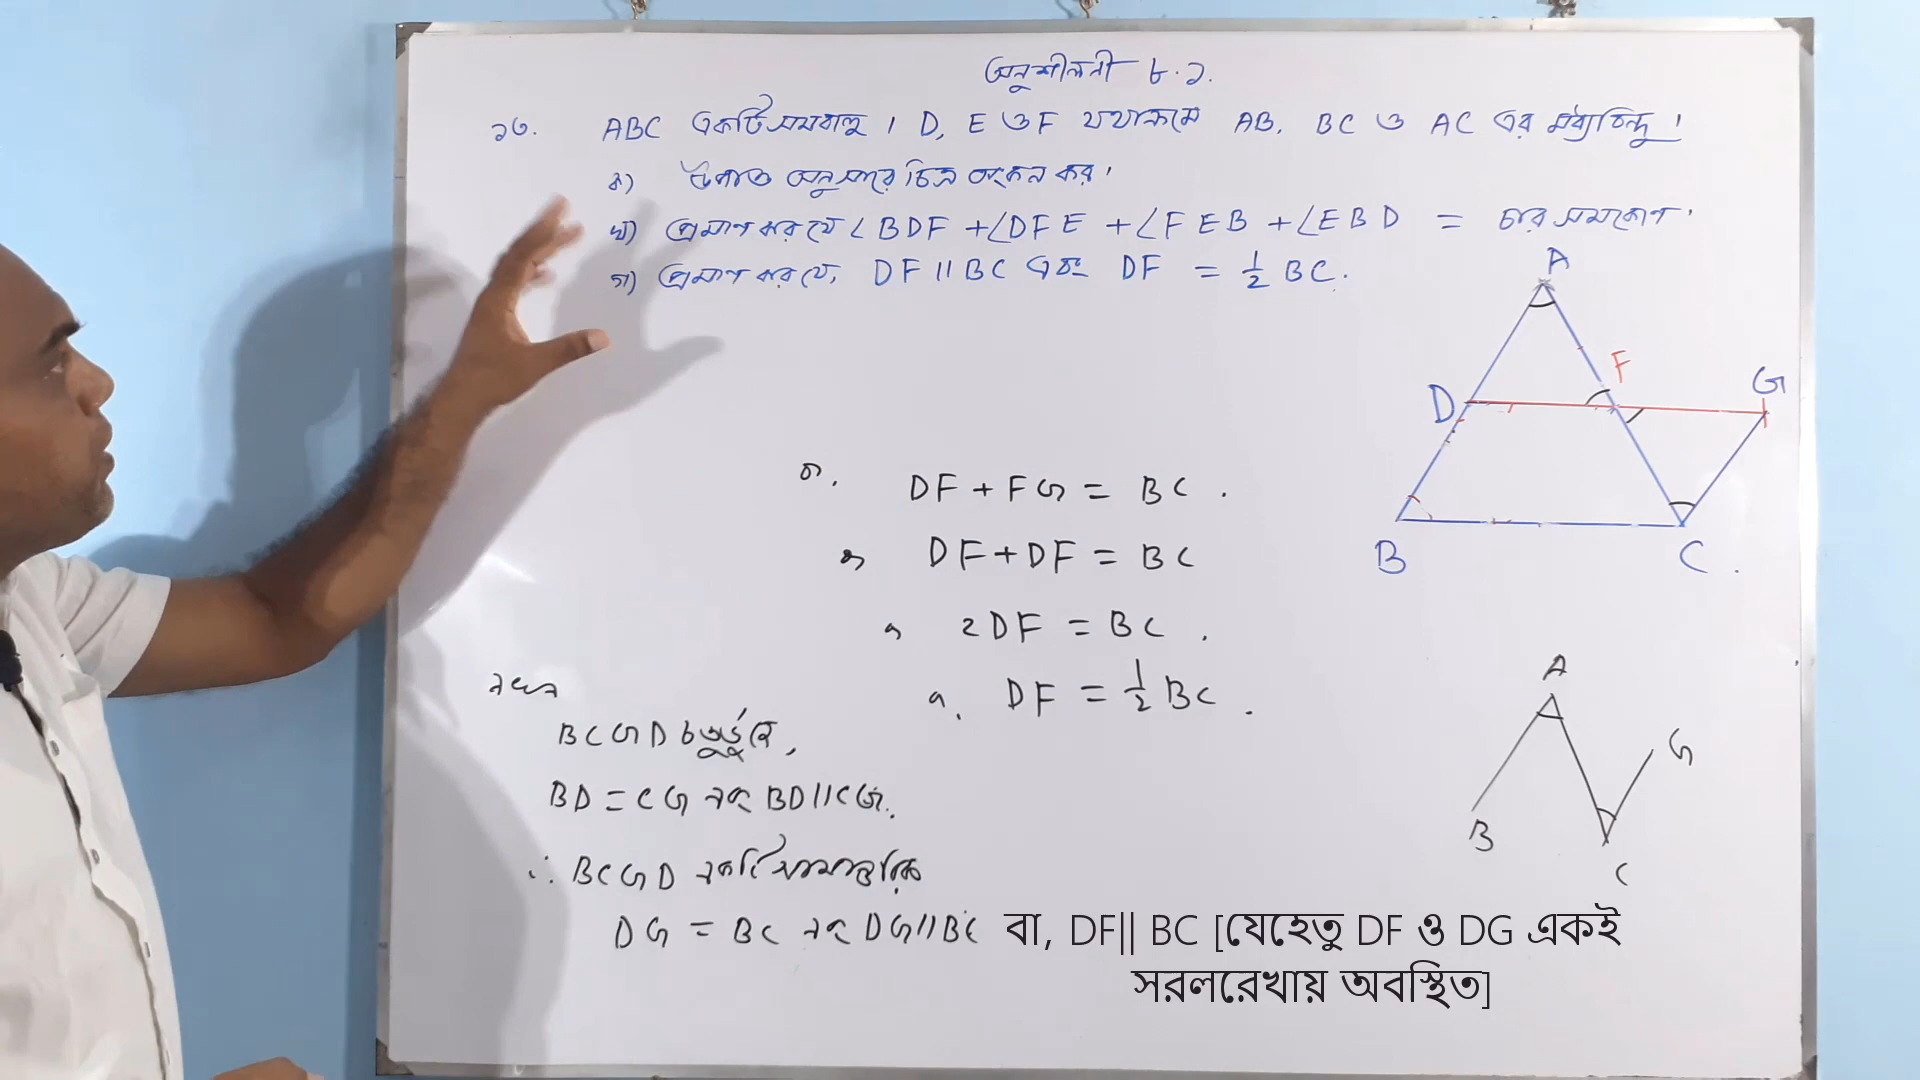 অনুশীলনী ৮.১.
১৩. ABC একটি সমবাহু । D, E ও F যথাক্রমে AB, BC ও AC এর মধ্যবিন্দু ।
ক) উপাত্ত অনুসারে চিত্র অংকন কর ।
খ) প্রমাণ কর যে ∠BDF + ∠DFE + ∠FEB + ∠EBD = চার সমকোণ ।
গ) প্রমাণ কর যে, DF || BC এবং DF = 1/2 BC.
A
F
G
D
B
C
DF + FG = BC .
DF + DF = BC
2DF = BC .
DF = 1/2 BC .
এখন
BCGD চতুর্ভুজে,
BD = CG এবং BD || CG.
∴ BCGD একটি সামান্তরিক
DG = BC এবং DG || BC বা, DF|| BC [যেহেতু DF ও DG একই
সরলরেখায় অবস্থিত]
A
G
B
C